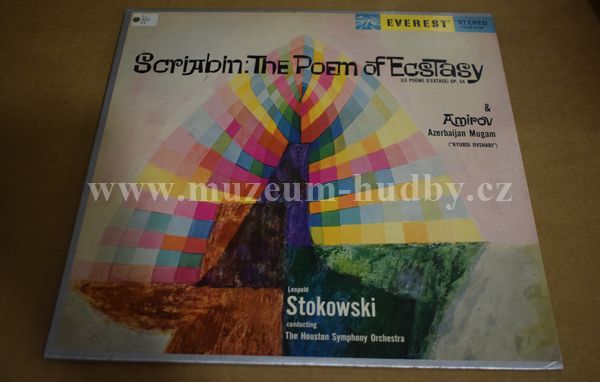 EVEREST
STEREO
Scrjabin: The Poem of Ecstasy
(LE POÈME D'EXTASE) OP. 54
&
Amirov
Azerbaijan Mugam
("KYURDI OVSHARI")
www.muzeum-hudby.cz
Leopold
Stokowski
conducting
The Houston Symphony Orchestra